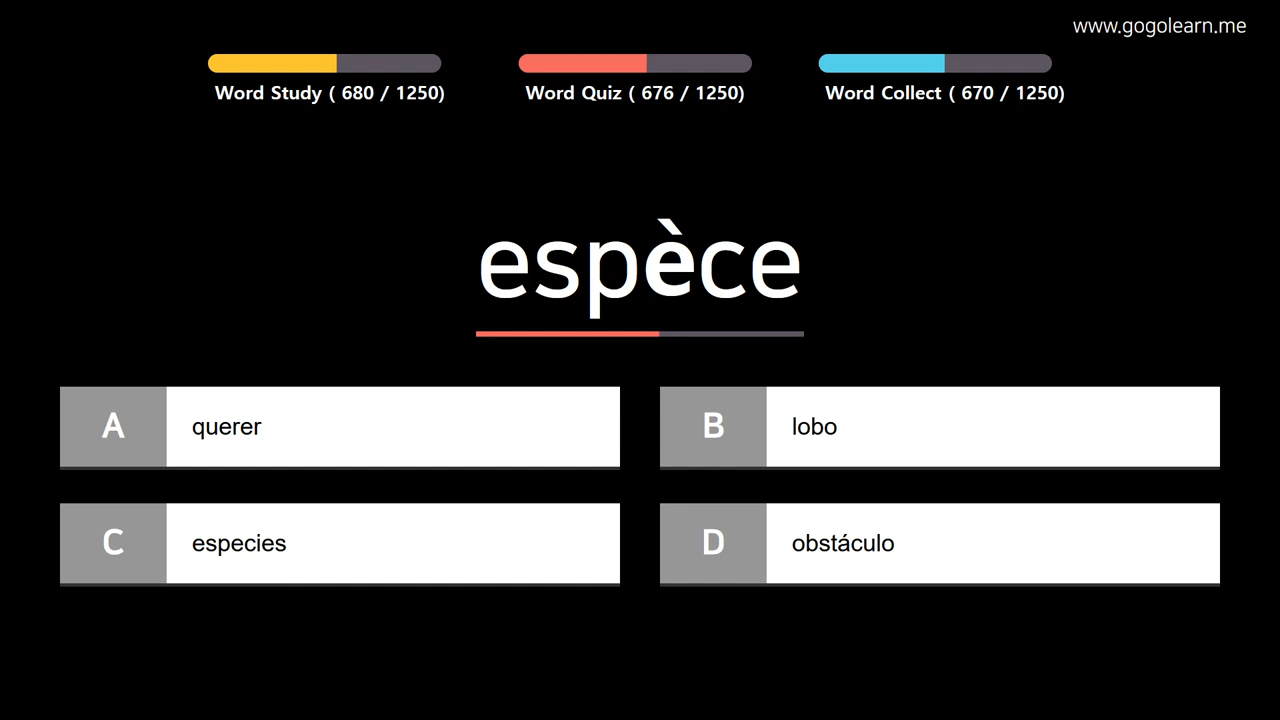 www.gogolearn.me
Word Study ( 680 / 1250)
Word Quiz ( 676 / 1250)
Word Collect ( 670 / 1250)
espèce
A querer
B lobo
C especies
D obstáculo